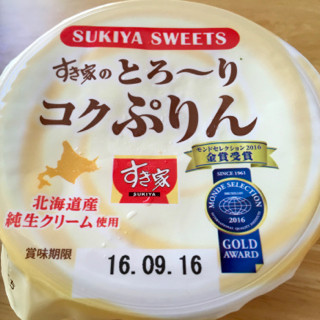 SUKIYA SWEETS
すき家のとろ〜り
コクぷりん
モンドセレクション2016
金賞受賞
すき家
SUKIYA
北海道産
純生クリーム使用
SINCE 1961
MONDE SELECTION
2016
GOLD
AWARD
賞味期限
16.09.16